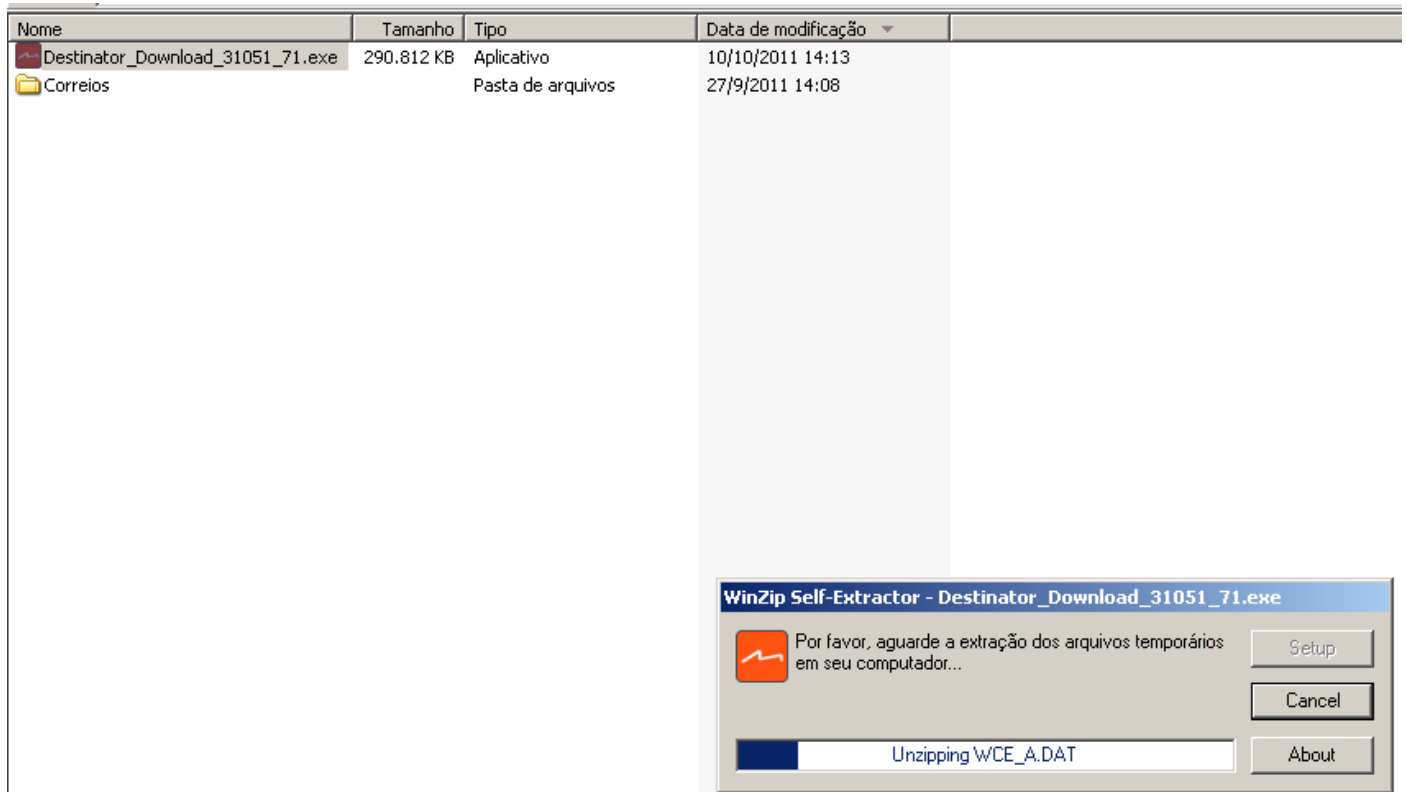 Nome Tamanho Tipo Data de modificação
Destinator_Download_31051_71.exe 290.812 KB Aplicativo 10/10/2011 14:13
Correios Pasta de arquivos 27/9/2011 14:08
WinZip Self-Extractor - Destinator_Download_31051_71.exe
Por favor, aguarde a extração dos arquivos temporários
em seu computador...
Setup
Cancel
Unzipping WCE_A.DAT
About